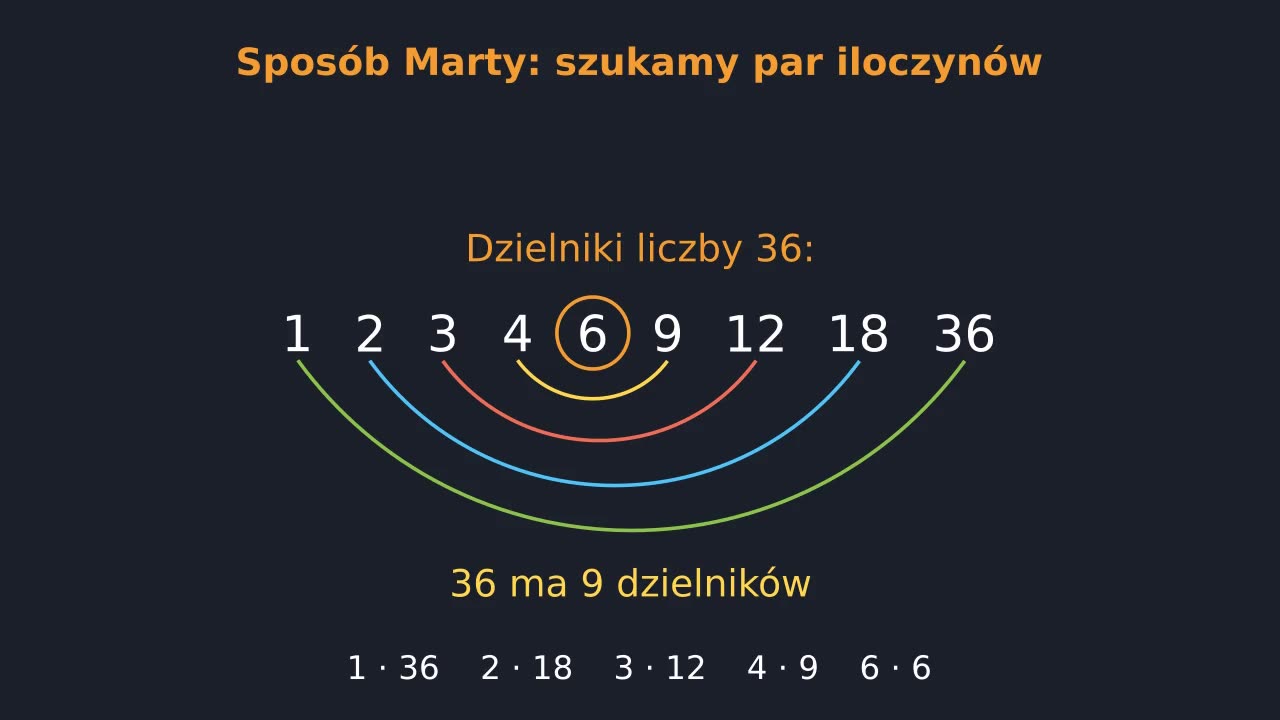 Sposób Marty: szukamy par iloczynów
Dzielniki liczby 36:
1 2 3 4 6 9 12 18 36
36 ma 9 dzielników
1 · 36 2 · 18 3 · 12 4 · 9 6 · 6